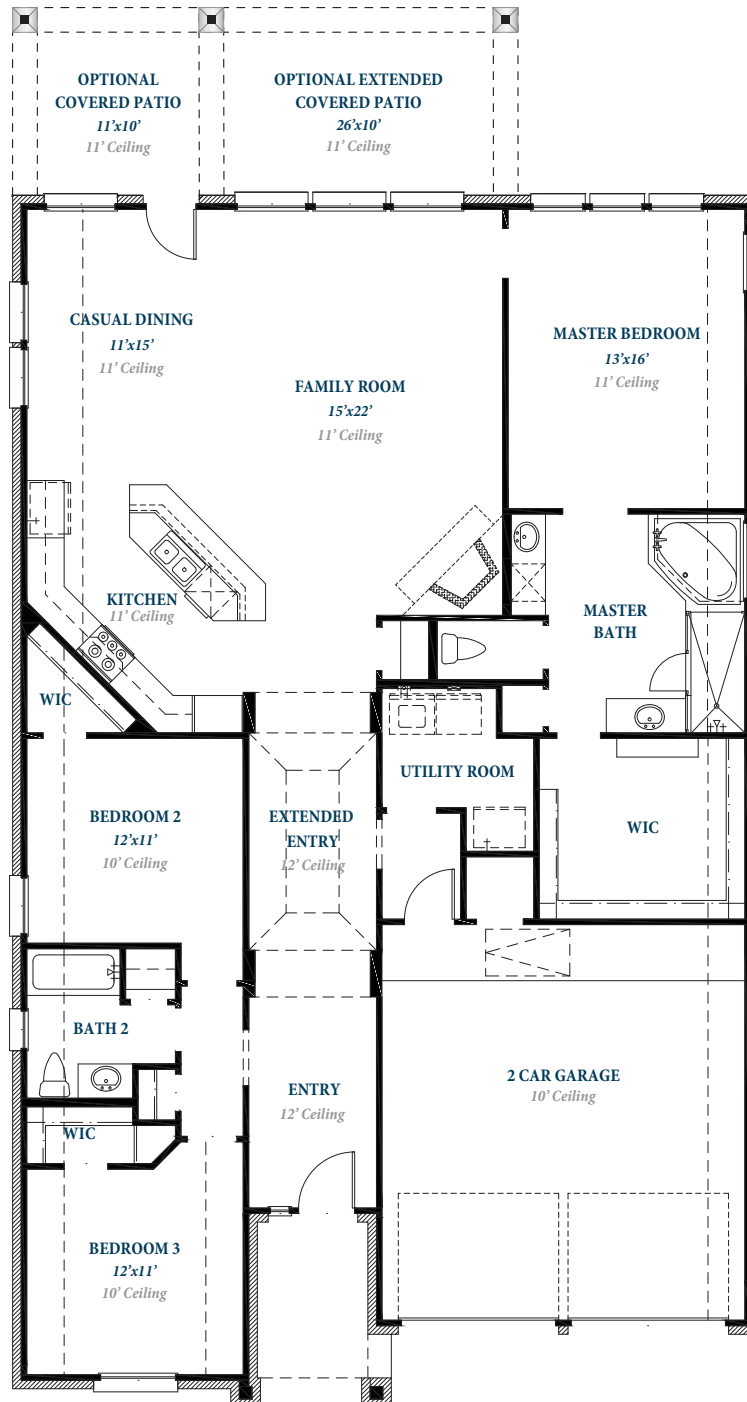 OPTIONAL
COVERED PATIO
11'x10'
11' Ceiling
OPTIONAL EXTENDED
COVERED PATIO
26'x10'
11' Ceiling
CASUAL DINING
11'x15'
11' Ceiling
FAMILY ROOM
15'x22'
11' Ceiling
MASTER BEDROOM
13'x16'
11' Ceiling
KITCHEN
11' Ceiling
MASTER
BATH
WIC
UTILITY ROOM
BEDROOM 2
12'x11'
10' Ceiling
EXTENDED
ENTRY
12' Ceiling
WIC
BATH 2
ENTRY
12' Ceiling
2 CAR GARAGE
10' Ceiling
WIC
BEDROOM 3
12'x11'
10' Ceiling